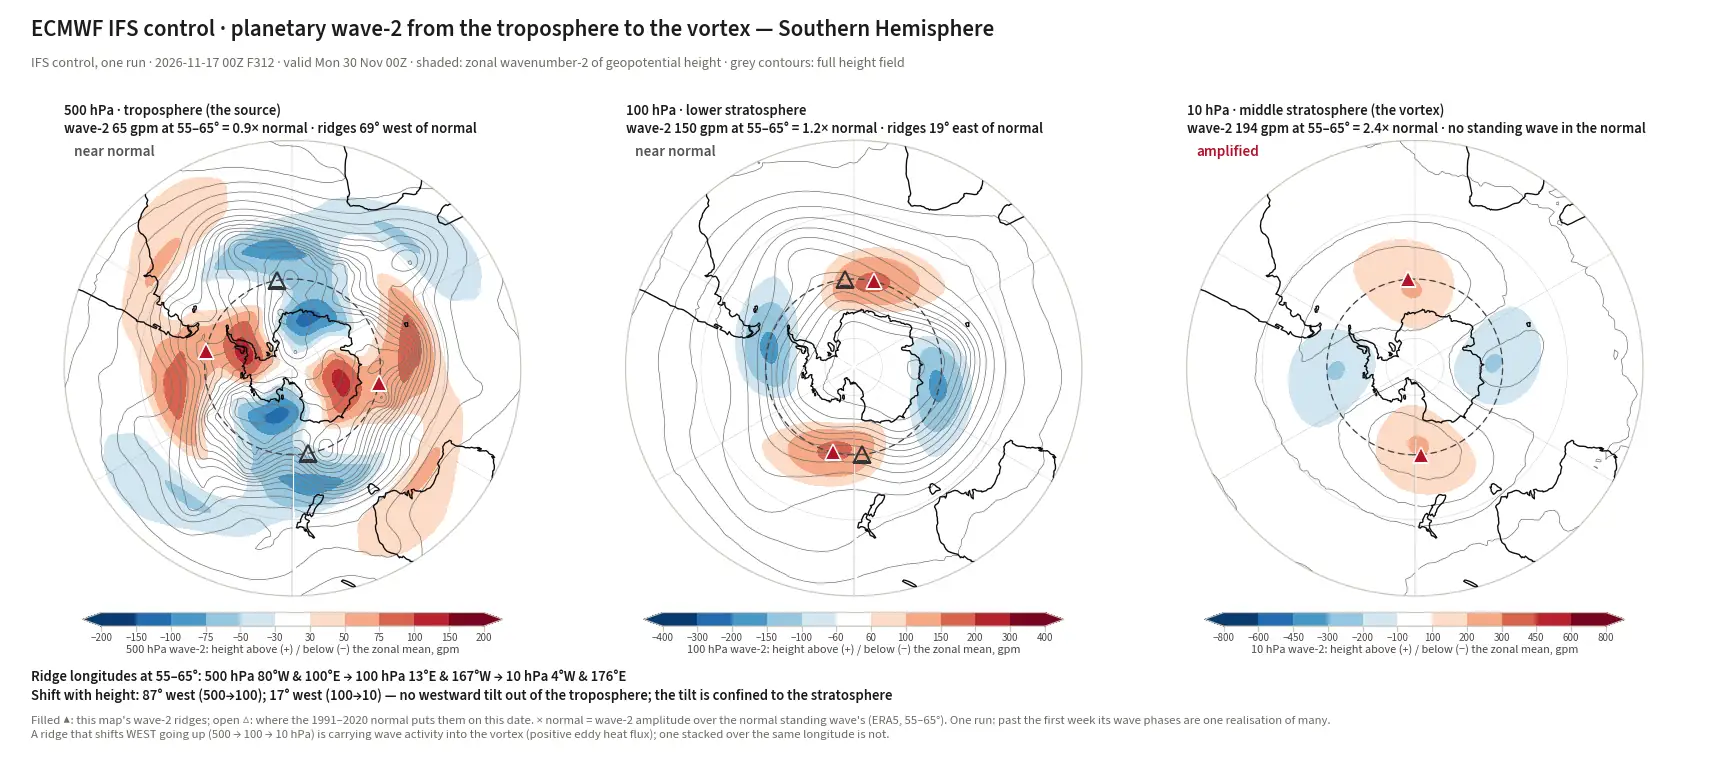 ECMWF IFS control · planetary wave-2 from the troposphere to the vortex — Southern Hemisphere
IFS control, one run · 2026-11-17 00Z F312 · valid Mon 30 Nov 00Z · shaded: zonal wavenumber-2 of geopotential height · grey contours: full height field
500 hPa · troposphere (the source)
wave-2 65 gpm at 55–65° = 0.9× normal · ridges 69° west of normal
near normal
100 hPa · lower stratosphere
wave-2 150 gpm at 55–65° = 1.2× normal · ridges 19° east of normal
near normal
10 hPa · middle stratosphere (the vortex)
wave-2 194 gpm at 55–65° = 2.4× normal · no standing wave in the normal
amplified
−200 −150 −100 −75 −50 −30 30 50 75 100 150 200
500 hPa wave-2: height above (+) / below (−) the zonal mean, gpm
−400 −300 −200 −150 −100 −60 60 100 150 200 300 400
100 hPa wave-2: height above (+) / below (−) the zonal mean, gpm
−800 −600 −450 −300 −200 −100 100 200 300 450 600 800
10 hPa wave-2: height above (+) / below (−) the zonal mean, gpm
Ridge longitudes at 55–65°: 500 hPa 80°W & 100°E → 100 hPa 13°E & 167°W → 10 hPa 4°W & 176°E
Shift with height: 87° west (500→100); 17° west (100→10) — no westward tilt out of the troposphere; the tilt is confined to the stratosphere
Filled ▲: this map's wave-2 ridges; open △: where the 1991–2020 normal puts them on this date. × normal = wave-2 amplitude over the normal standing wave's (ERA5, 55–65°). One run: past the first week its wave phases are one realisation of many.
A ridge that shifts WEST going up (500 → 100 → 10 hPa) is carrying wave activity into the vortex (positive eddy heat flux); one stacked over the same longitude is not.